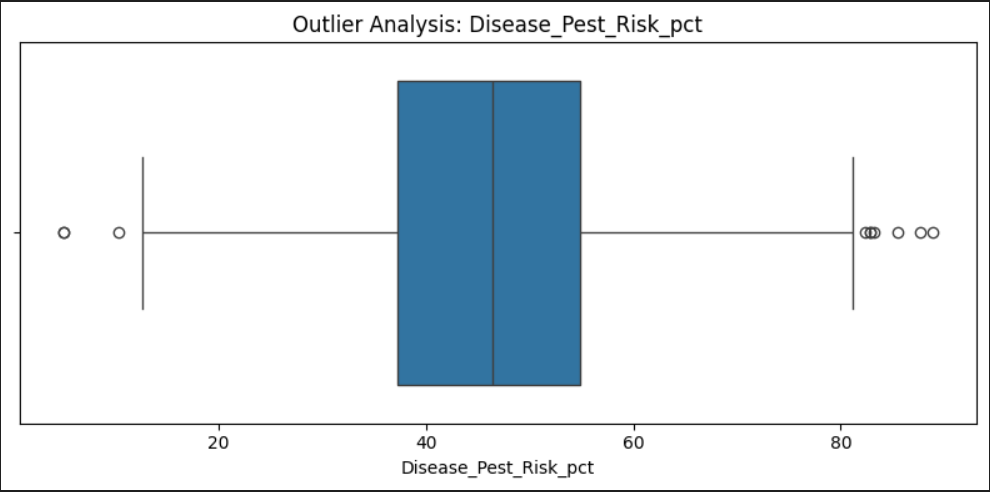 Outlier Analysis: Disease_Pest_Risk_pct
20 40 60 80
Disease_Pest_Risk_pct